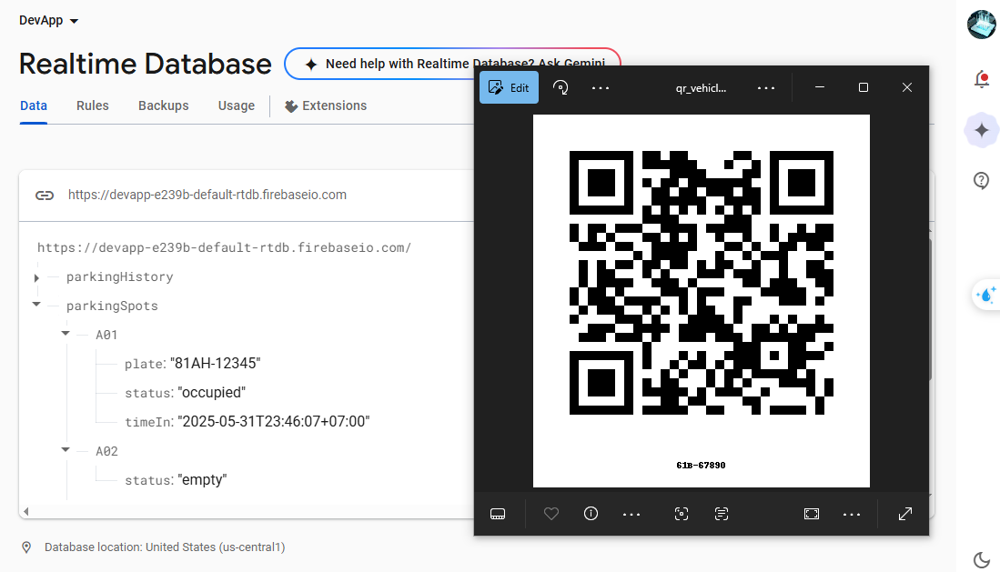 DevApp
Realtime Database
Need help with Realtime Database? Ask Gemini
Data Rules Backups Usage Extensions
https://devapp-e239b-default-rtdb.firebaseio.com
https://devapp-e239b-default-rtdb.firebaseio.com/
parkingHistory
parkingSpots
A01
plate: "81AH-12345"
status: "occupied"
timeIn: "2025-05-31T23:46:07+07:00"
A02
status: "empty"
Database location: United States (us-central1)
Edit
qr_vehicl...
61B-67890